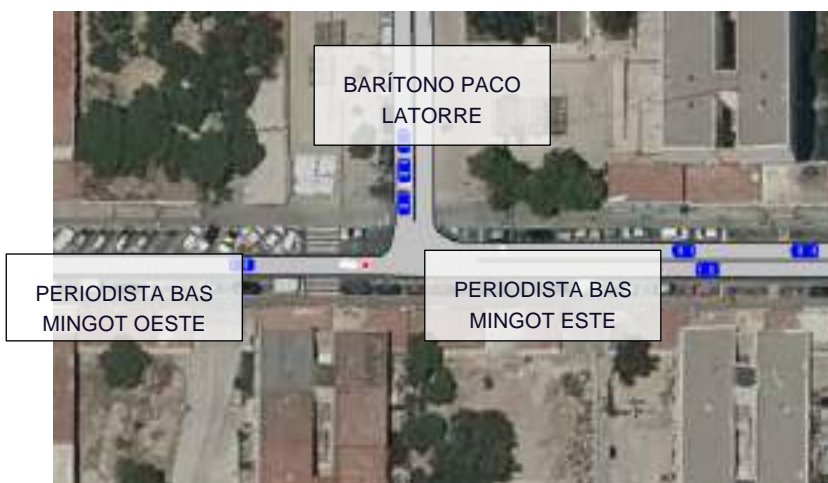 BARÍTONO PACO
LATORRE
PERIODISTA BAS
MINGOT OESTE
PERIODISTA BAS
MINGOT ESTE